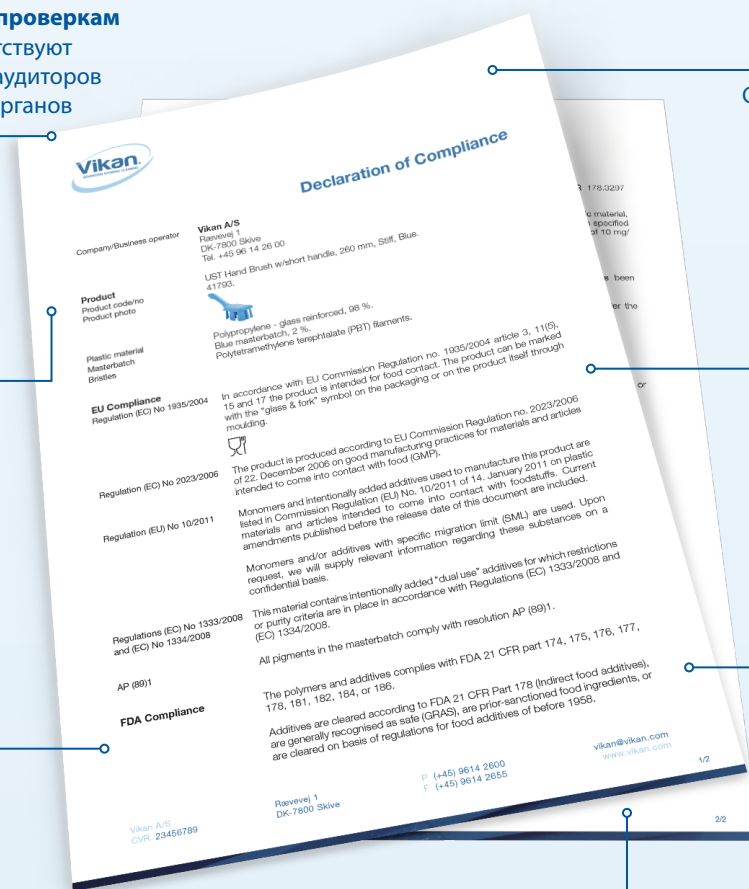 проверкам
тствуют
аудиторов
рганов
Vikan
Declaration of Compliance
Company/Business operator
Vikan A/S
Rævevej 1
DK-7800 Skive
Tel. +45 96 14 26 00
Product
Product code/no
Product photo
UST Hand Brush w/short handle, 260 mm, Stiff, Blue.
41793.
Plastic material
Masterbatch
Bristles
Polypropylene - glass reinforced, 98 %.
Blue masterbatch, 2 %.
Polytetramethylene terephtalate (PBT) filaments.
EU Compliance
Regulation (EC) No 1935/2004
In accordance with EU Commission Regulation no. 1935/2004 article 3, 11(5),
15 and 17 the product is intended for food contact. The product can be marked
with the "glass & fork" symbol on the packaging or on the product itself through
moulding.
Regulation (EC) No 2023/2006
The product is produced according to EU Commission Regulation no. 2023/2006
of 22. December 2006 on good manufacturing practices for materials and articles
intended to come into contact with food (GMP).
Regulation (EU) No 10/2011
Monomers and intentionally added additives used to manufacture this product are
listed in Commission Regulation (EU) No. 10/2011 of 14. January 2011 on plastic
materials and articles intended to come into contact with foodstuffs. Current
amendments published before the release date of this document are included.
Monomers and/or additives with specific migration limit (SML) are used. Upon
request, we will supply relevant information regarding these substances on a
confidential basis.
Regulations (EC) No 1333/2008
and (EC) No 1334/2008
This material contains intentionally added "dual use" additives for which restrictions
or purity criteria are in place in accordance with Regulations (EC) 1333/2008 and
(EC) 1334/2008.
AP (89)1
All pigments in the masterbatch comply with resolution AP (89)1.
FDA Compliance
The polymers and additives complies with FDA 21 CFR part 174, 175, 176, 177,
178, 181, 182, 184, or 186.
Additives are cleared according to FDA 21 CFR Part 178 (Indirect food additives),
are generally recognised as safe (GRAS), are prior-sanctioned food ingredients, or
are cleared on basis of regulations for food additives of before 1958.
Vikan A/S
CVR. 23456789
Rævevej 1
DK-7800 Skive
P (+45) 9614 2600
F (+45) 9614 2655
vikan@vikan.com
www.vikan.com
1/2
178.3297
c material,
specified
of 10 mg/
been
er the
or
2/2